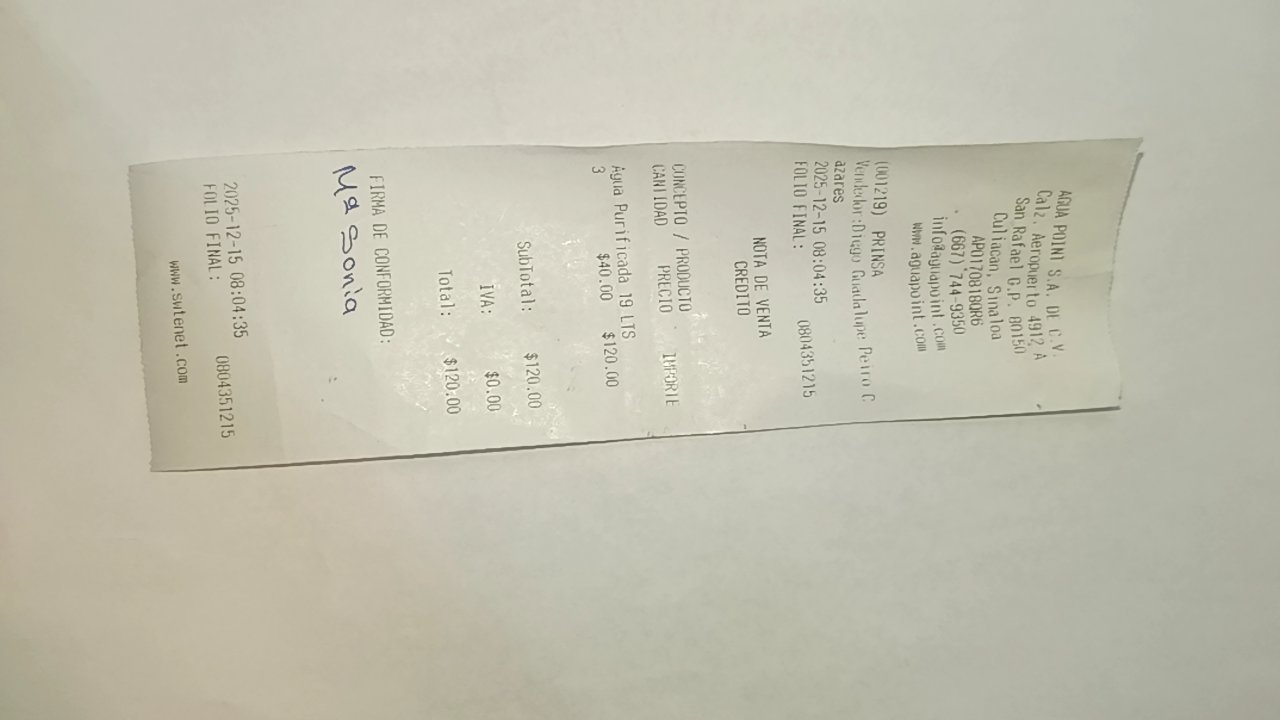 AGUA POINT S.A. DE C.V.
Calz. Aeropuerto 4912 A
San Rafael C.P. 80150
Culiacan, Sinaloa
APO170818QR6
(667) 744-9350
info@aguapoint.com
www.aguapoint.com
(001219) PRINSA
Vendedor:Diego Guadalupe Peiro C
azares
2025-12-15 08:04:35
FOLIO FINAL: 0804351215
NOTA DE VENTA
CREDITO
CONCEPTO / PRODUCTO
CANTIDAD PRECIO IMPORTE
Agua Purificada 19 LTS
3 $40.00 $120.00
SubTotal: $120.00
IVA: $0.00
Total: $120.00
FIRMA DE CONFORMIDAD:
Ma Sonia
2025-12-15 08:04:35
FOLIO FINAL: 0804351215
www.swtenet.com